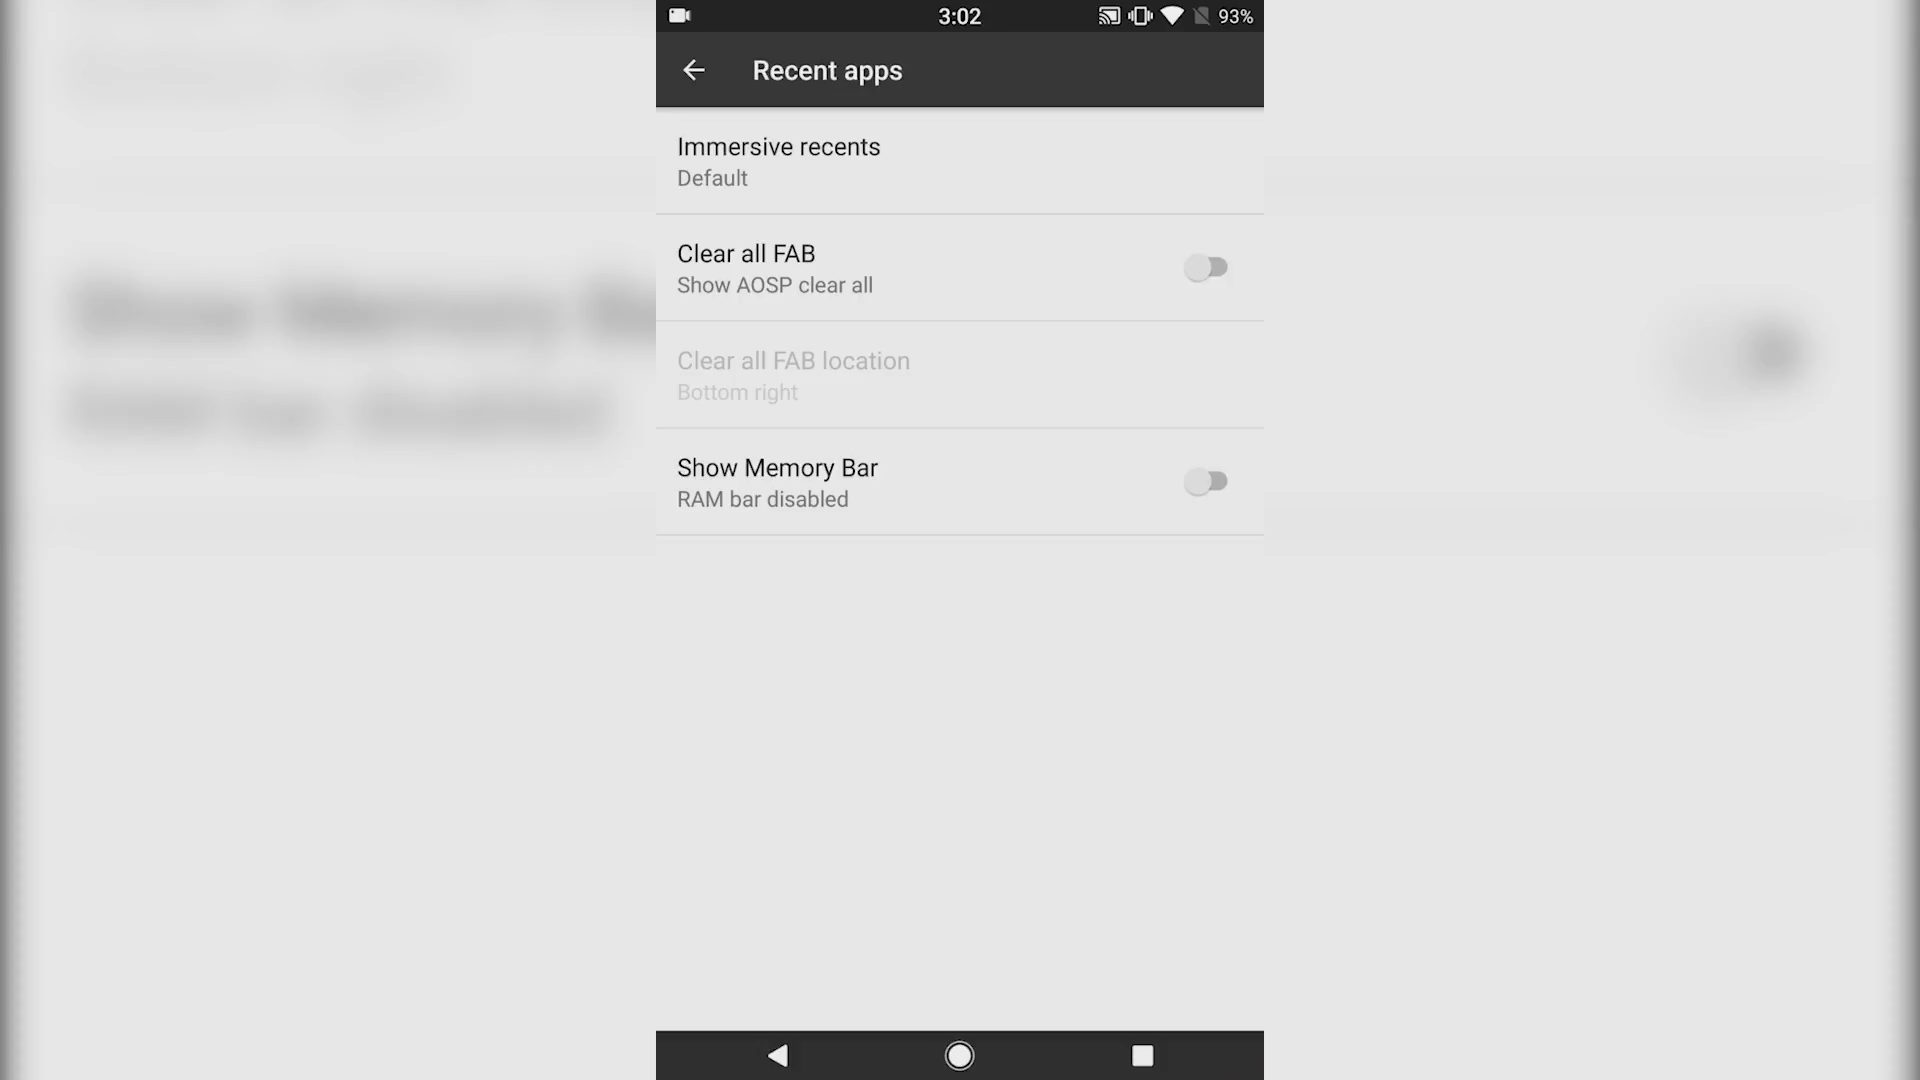 3:02
93%
Recent apps
Immersive recents
Default
Clear all FAB
Show AOSP clear all
Clear all FAB location
Bottom right
Show Memory Bar
RAM bar disabled